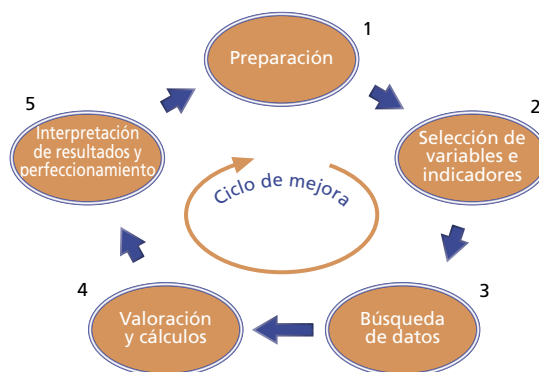 1
Preparación
2
Selección de
variables e
indicadores
3
Búsqueda
de datos
4
Valoración
y cálculos
5
Interpretación
de resultados y
perfeccionamiento
Ciclo de mejora